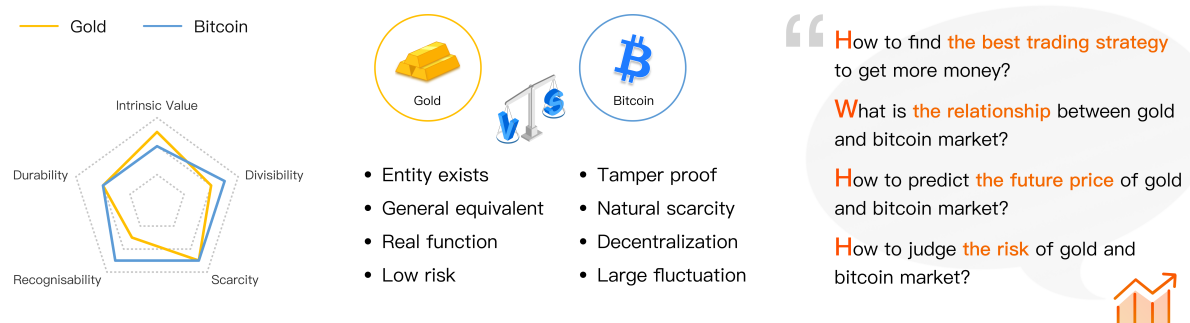 Gold
Bitcoin
Intrinsic Value
Durability
Divisibility
Recognisability
Scarcity
Gold
VS
Bitcoin
• Entity exists
• General equivalent
• Real function
• Low risk
• Tamper proof
• Natural scarcity
• Decentralization
• Large fluctuation
“
How to find the best trading strategy
to get more money?
What is the relationship between gold
and bitcoin market?
How to predict the future price of gold
and bitcoin market?
How to judge the risk of gold and
bitcoin market?